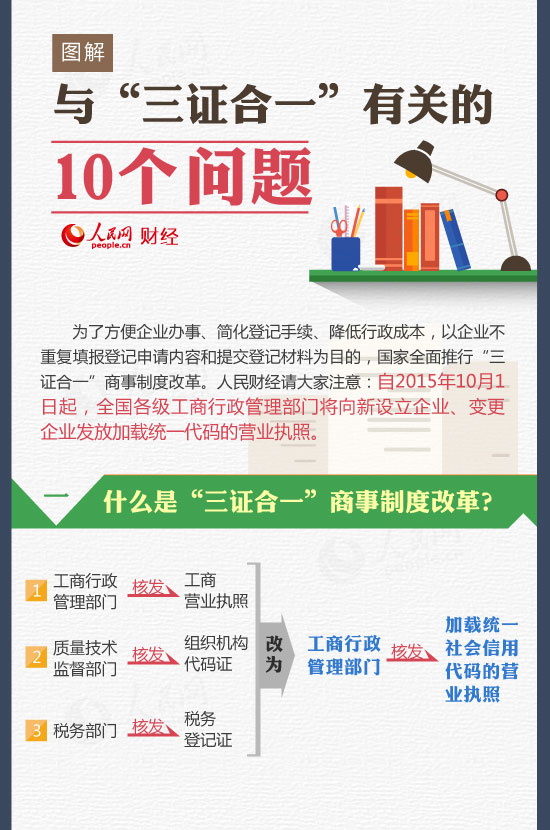 图解
与“三证合一”有关的
10个问题
人民网 财经
people.cn
为了方便企业办事、简化登记手续、降低行政成本，以企业不
重复填报登记申请内容和提交登记材料为目的，国家全面推行“三
证合一”商事制度改革。人民财经请大家注意：自2015年10月1
日起，全国各级工商行政管理部门将向新设立企业、变更
企业发放加载统一代码的营业执照。
一 什么是“三证合一”商事制度改革?
1 工商行政
管理部门
核发
工商
营业执照
2 质量技术
监督部门
核发
组织机构
代码证
3 税务部门
核发
税务
登记证
改
为
工商行政
管理部门
核发
加载统一
社会信用
代码的营
业执照